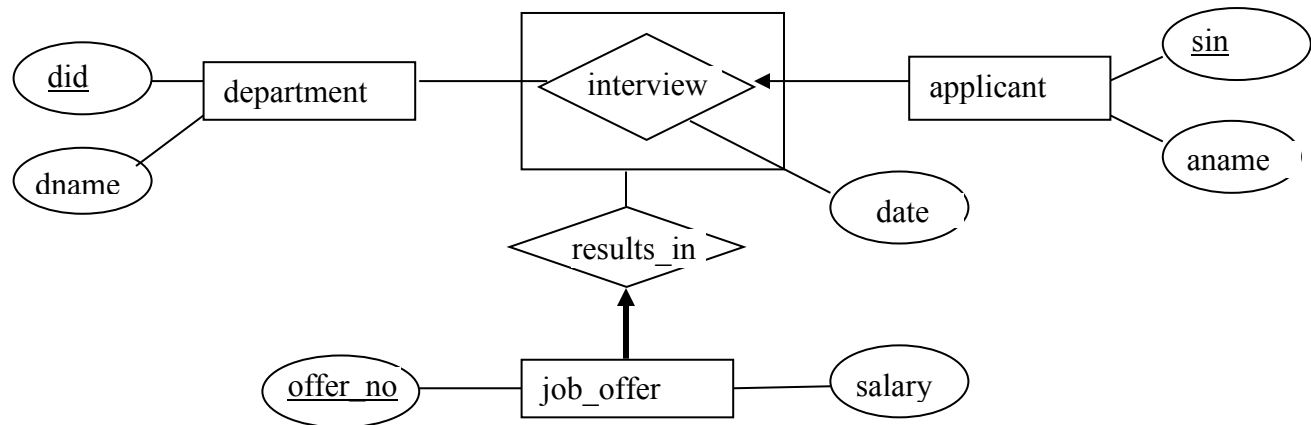 did
department
dname
interview
applicant
sin
aname
date
results_in
offer_no
job_offer
salary